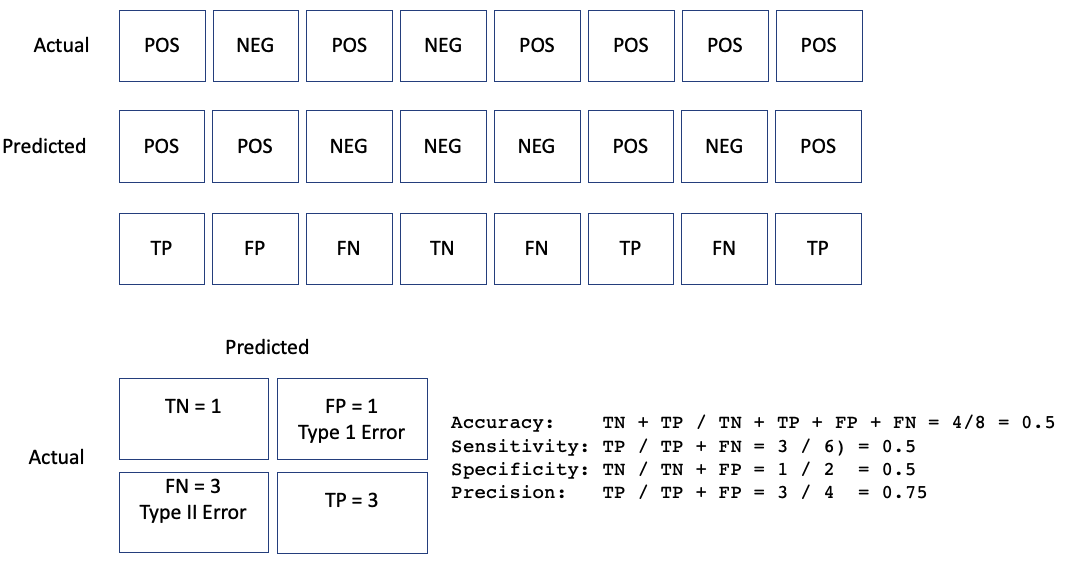 Actual POS NEG POS NEG POS POS POS POS
Predicted POS POS NEG NEG NEG POS NEG POS
TP FP FN TN FN TP FN TP
Predicted
TN = 1
FP = 1
Type 1 Error
Actual
FN = 3
Type II Error
TP = 3
Accuracy: TN + TP / TN + TP + FP + FN = 4/8 = 0.5
Sensitivity: TP / TP + FN = 3 / 6) = 0.5
Specificity: TN / TN + FP = 1 / 2 = 0.5
Precision: TP / TP + FP = 3 / 4 = 0.75